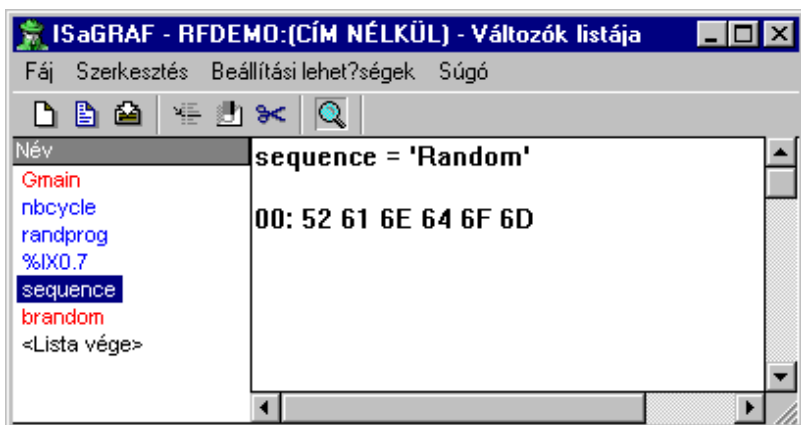 ISaGRAF - RFDEMO:(CÍM NÉLKÜL) - Változók listája
Fáj Szerkesztés Beállítási lehet?ségek Súgó
Név
Gmain
nbcycle
randprog
%IX0.7
sequence
brandom
<Lista vége>
sequence = 'Random'
00: 52 61 6E 64 6F 6D